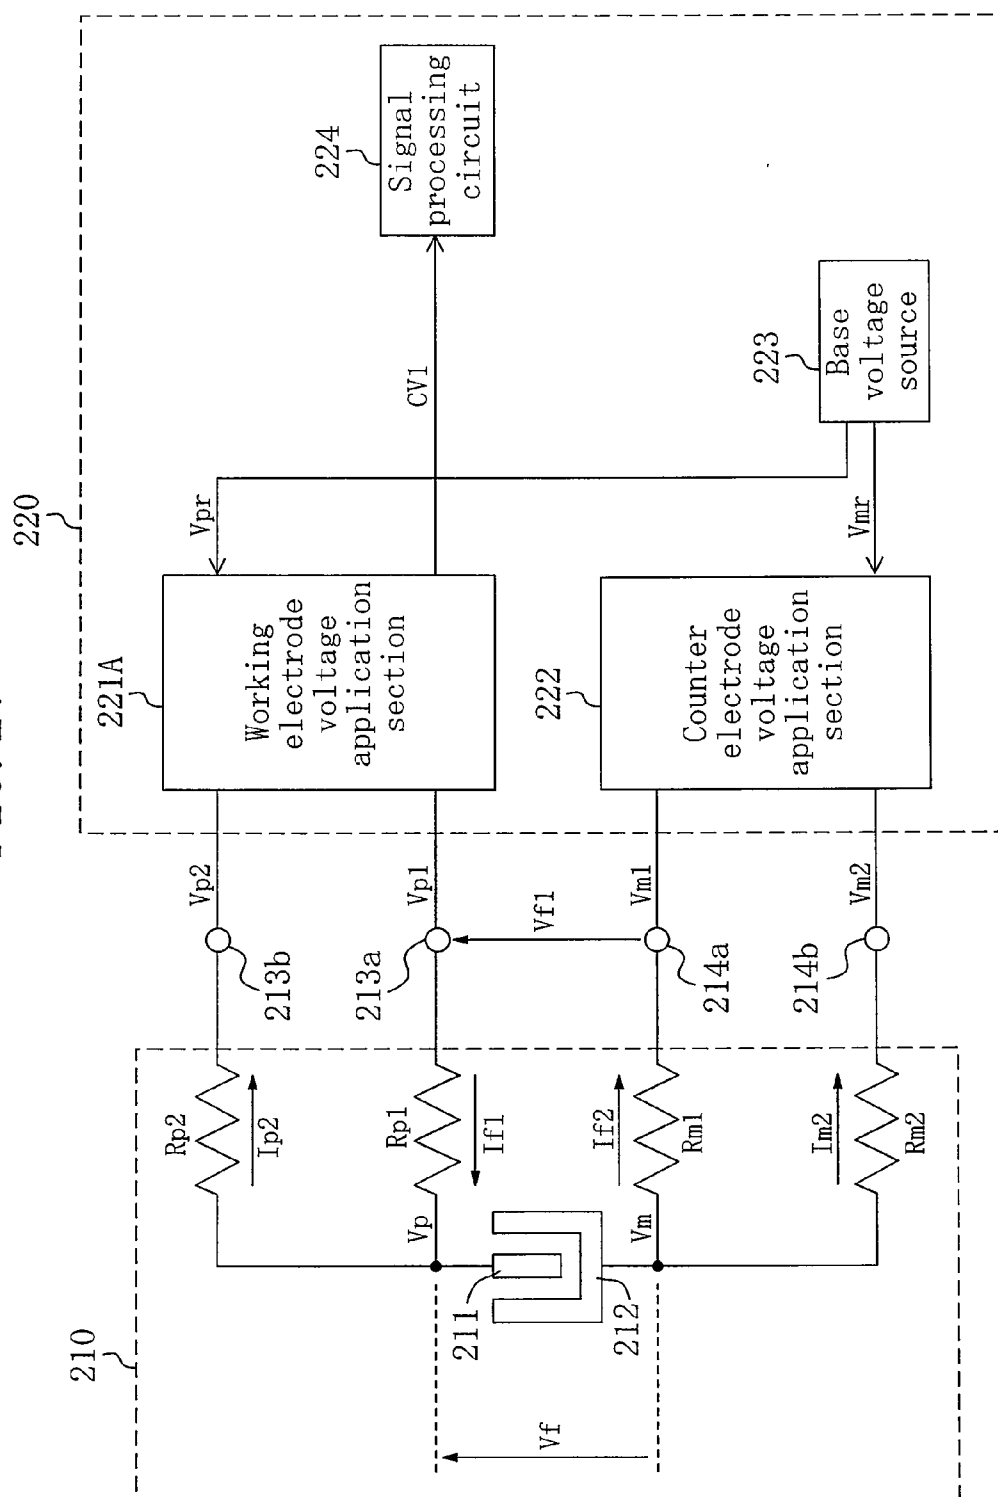 220
224
Signal
processing
circuit
CV1
223
Base
voltage
source
Vpr
Vmr
221A
Working
electrode
voltage
application
section
222
Counter
electrode
voltage
application
section
Vp2
Vp1
Vm1
Vm2
Vf1
213b
213a
214a
214b
210
Rp2
Ip2
Rp1
If1
If2
Rm1
Im2
Rm2
Vp
Vm
211
212
Vf